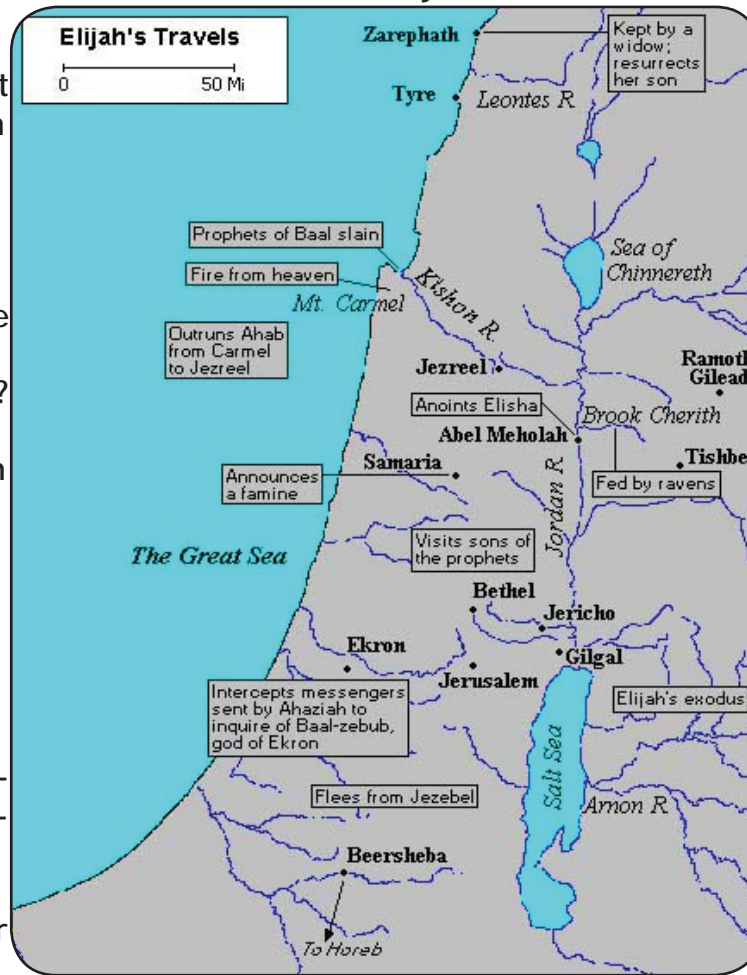 Elijah's Travels
0 50 Mi
Zarephath
Kept by a
widow;
resurrects
her son
Tyre
Leontes R
Prophets of Baal slain
Fire from heaven
Mt. Carmel
Kishon R.
Sea of
Chinnereth
Outruns Ahab
from Carmel
to Jezreel
Jezreel
Ramoth
Gilead
Anoints Elisha
Brook Cherith
Abel Meholah
Samaria
Tishbe
Announces
a famine
Fed by ravens
Jordan R
The Great Sea
Visits sons of
the prophets
Bethel
Jericho
Ekron
Gilgal
Jerusalem
Intercepts messengers
sent by Ahaziah to
inquire of Baal-zebub,
god of Ekron
Elijah's exodus
Salt Sea
Flees from Jezebel
Arnon R
Beersheba
To Horeb